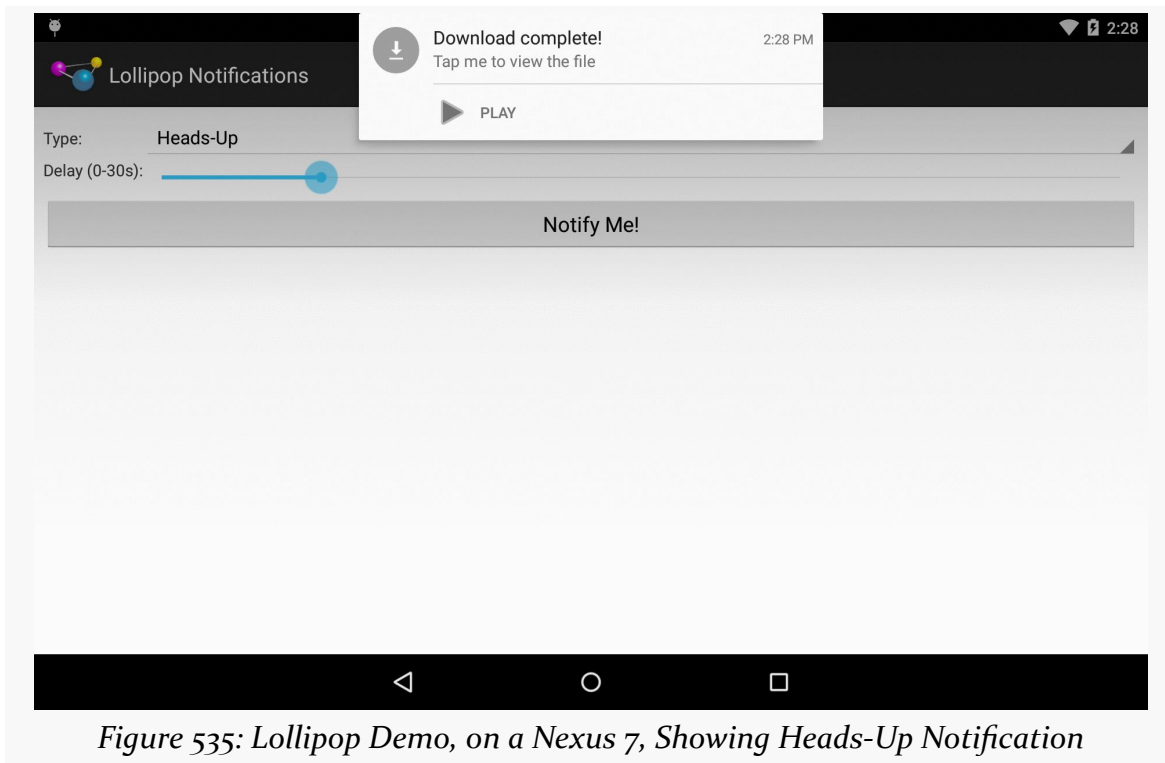 2:28
Lollipop Notifications
Download complete!
2:28 PM
Tap me to view the file
PLAY
Type:
Heads-Up
Delay (0-30s):
Notify Me!
Figure 535: Lollipop Demo, on a Nexus 7, Showing Heads-Up Notification